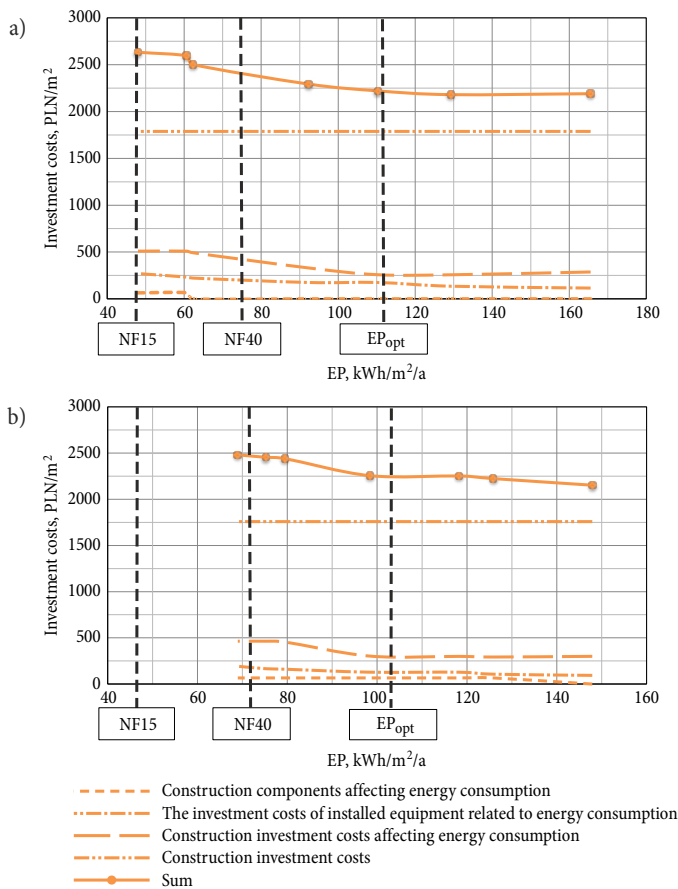 a)
3000
2500
2000
1500
1000
500
0
Investment costs, PLN/m²
40 60 80 100 120 140 160 180
NF15 NF40 EPopt
EP, kWh/m²/a
b)
3000
2500
2000
1500
1000
500
0
Investment costs, PLN/m²
40 60 80 100 120 140 160
NF15 NF40 EPopt
EP, kWh/m²/a
Construction components affecting energy consumption
The investment costs of installed equipment related to energy consumption
Construction investment costs affecting energy consumption
Construction investment costs
Sum